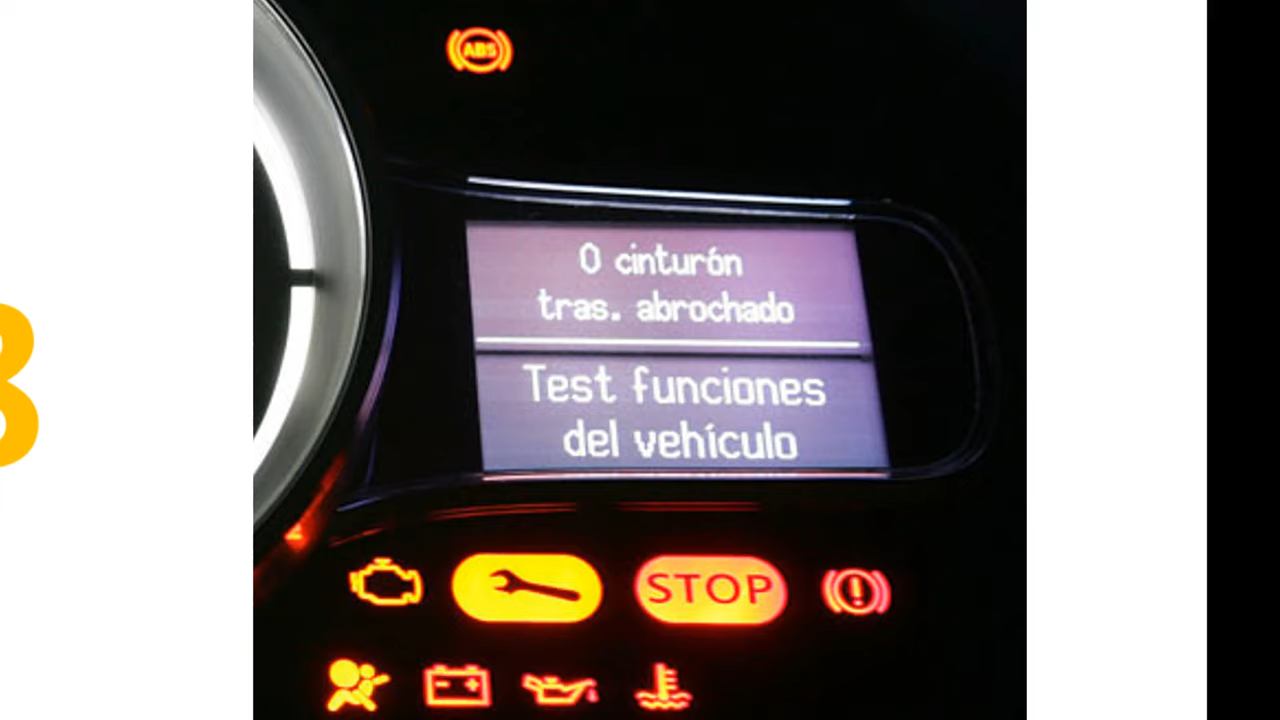 ABS
0 cinturón
tras. abrochado
Test funciones
del vehículo
STOP